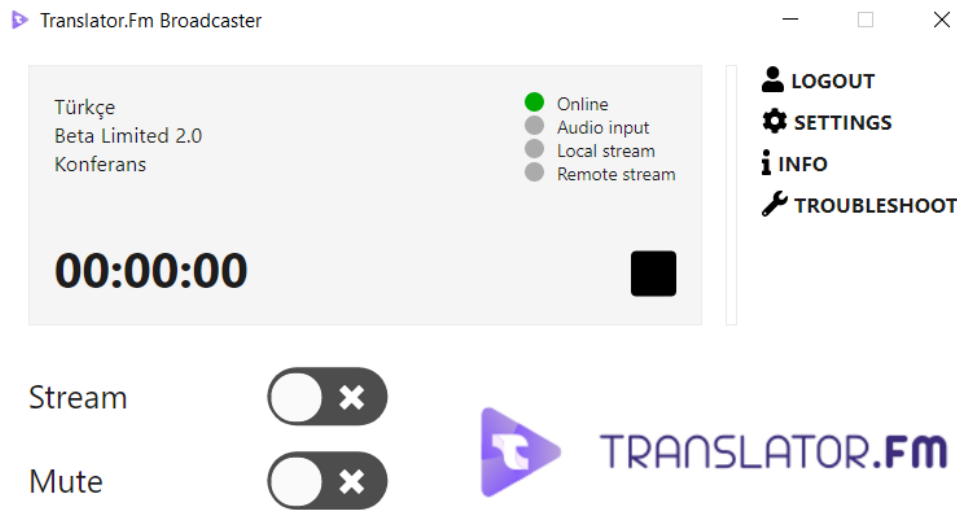 Translator.Fm Broadcaster
Türkçe
Beta Limited 2.0
Konferans
Online
Audio input
Local stream
Remote stream
00:00:00
LOGOUT
SETTINGS
INFO
TROUBLESHOOT
Stream
Mute
TRANSLATOR.FM